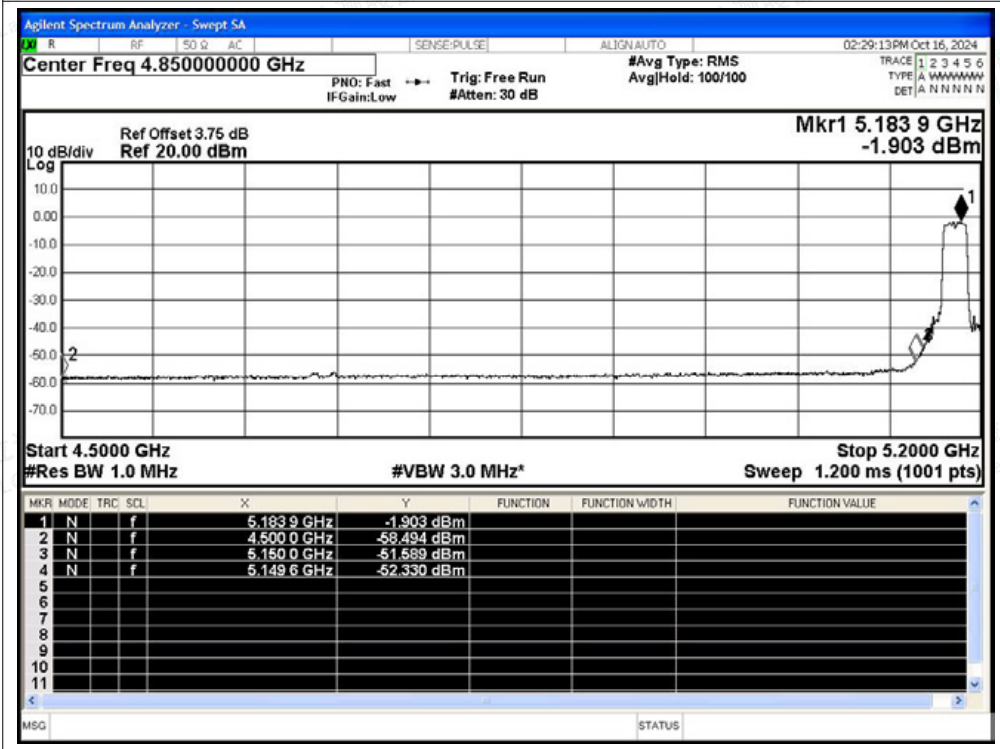 Agilent Spectrum Analyzer - Swept SA
LXI R RF 50 Ω AC SENSE:PULSE ALIGN AUTO 02:29:13PM Oct 16, 2024
Center Freq 4.850000000 GHz
PNO: Fast
IFGain:Low
Trig: Free Run
#Atten: 30 dB
#Avg Type: RMS
Avg|Hold: 100/100
TRACE 1 2 3 4 5 6
TYPE A WWWWWW
DET A N N N N N
Mkr1 5.183 9 GHz
-1.903 dBm
Ref Offset 3.75 dB
10 dB/div Ref 20.00 dBm
Log
10.0
0.00
-10.0
-20.0
-30.0
-40.0
-50.0
-60.0
-70.0
1
2
Start 4.5000 GHz Stop 5.2000 GHz
#Res BW 1.0 MHz #VBW 3.0 MHz* Sweep 1.200 ms (1001 pts)
MKR MODE TRC SCL X Y FUNCTION FUNCTION WIDTH FUNCTION VALUE
1 N f 5.183 9 GHz -1.903 dBm
2 N f 4.500 0 GHz -58.494 dBm
3 N f 5.150 0 GHz -51.589 dBm
4 N f 5.149 6 GHz -52.330 dBm
5
6
7
8
9
10
11
MSG STATUS